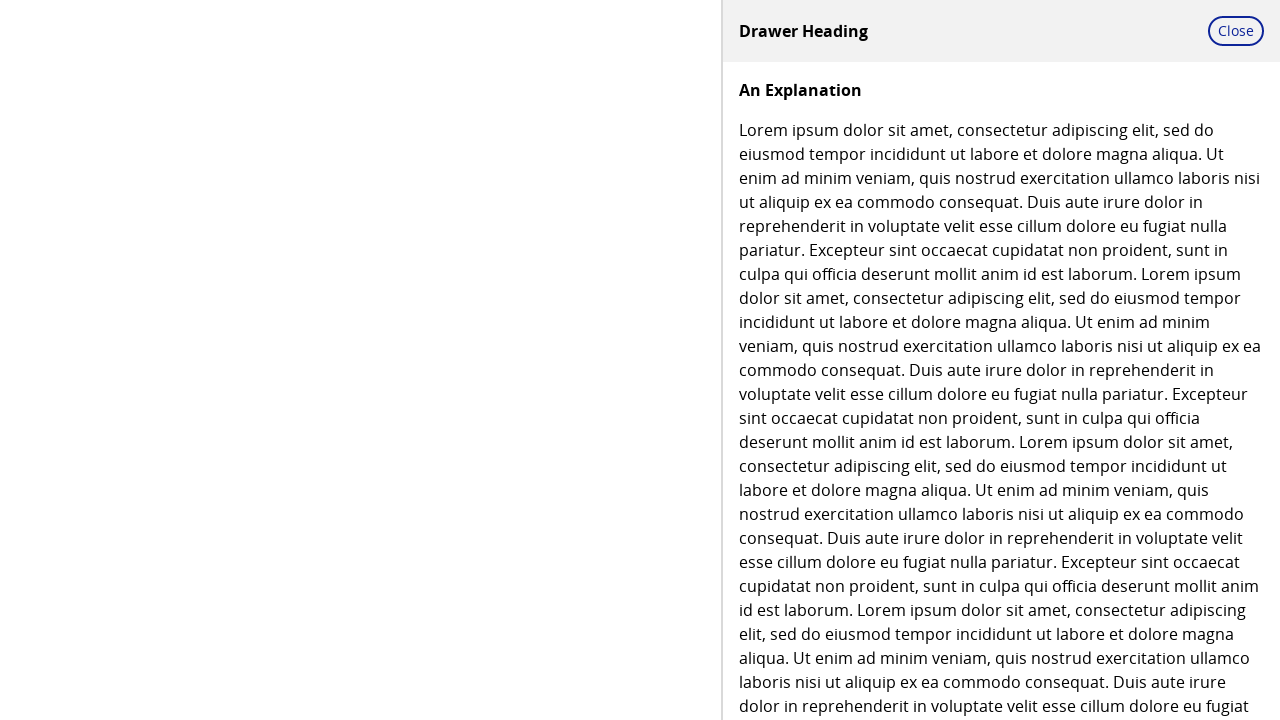 Drawer Heading
Close
An Explanation
Lorem ipsum dolor sit amet, consectetur adipiscing elit, sed do
eiusmod tempor incididunt ut labore et dolore magna aliqua. Ut
enim ad minim veniam, quis nostrud exercitation ullamco laboris nisi
ut aliquip ex ea commodo consequat. Duis aute irure dolor in
reprehenderit in voluptate velit esse cillum dolore eu fugiat nulla
pariatur. Excepteur sint occaecat cupidatat non proident, sunt in
culpa qui officia deserunt mollit anim id est laborum. Lorem ipsum
dolor sit amet, consectetur adipiscing elit, sed do eiusmod tempor
incididunt ut labore et dolore magna aliqua. Ut enim ad minim
veniam, quis nostrud exercitation ullamco laboris nisi ut aliquip ex ea
commodo consequat. Duis aute irure dolor in reprehenderit in
voluptate velit esse cillum dolore eu fugiat nulla pariatur. Excepteur
sint occaecat cupidatat non proident, sunt in culpa qui officia
deserunt mollit anim id est laborum. Lorem ipsum dolor sit amet,
consectetur adipiscing elit, sed do eiusmod tempor incididunt ut
labore et dolore magna aliqua. Ut enim ad minim veniam, quis
nostrud exercitation ullamco laboris nisi ut aliquip ex ea commodo
consequat. Duis aute irure dolor in reprehenderit in voluptate velit
esse cillum dolore eu fugiat nulla pariatur. Excepteur sint occaecat
cupidatat non proident, sunt in culpa qui officia deserunt mollit anim
id est laborum. Lorem ipsum dolor sit amet, consectetur adipiscing
elit, sed do eiusmod tempor incididunt ut labore et dolore magna
aliqua. Ut enim ad minim veniam, quis nostrud exercitation ullamco
laboris nisi ut aliquip ex ea commodo consequat. Duis aute irure
dolor in reprehenderit in voluptate velit esse cillum dolore eu fugiat